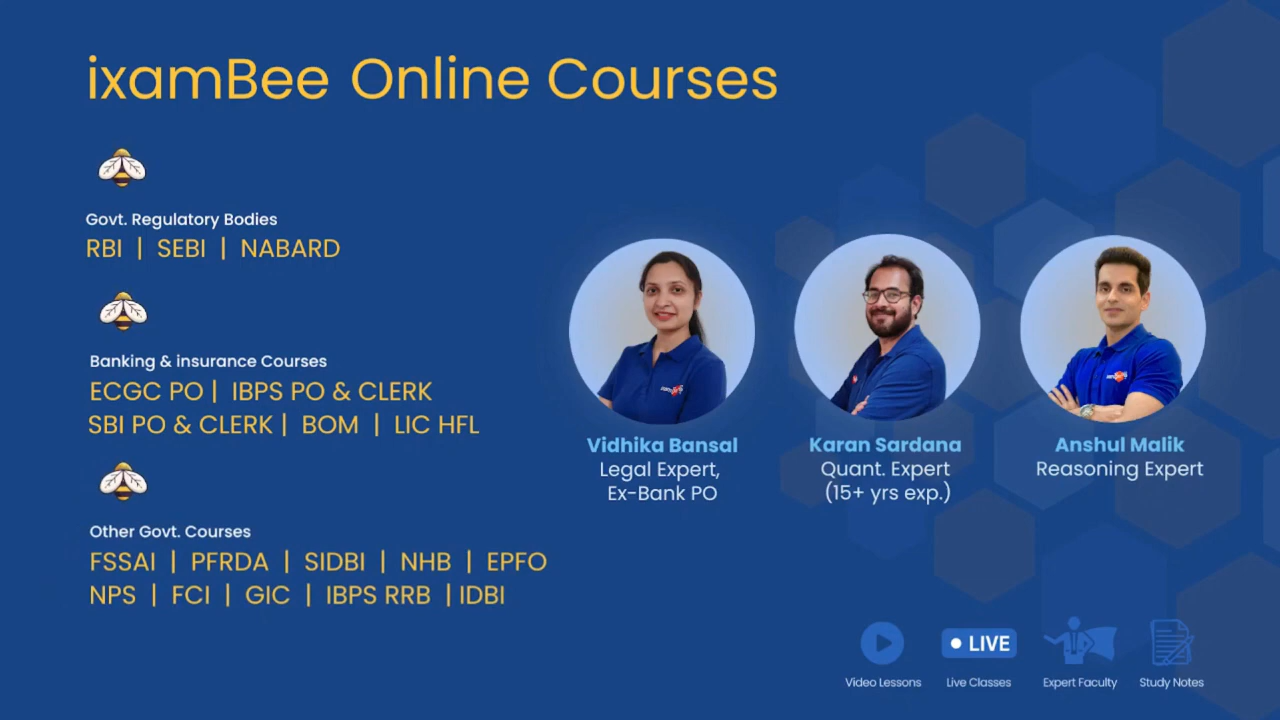 ixamBee Online Courses
Govt. Regulatory Bodies
RBI | SEBI | NABARD
Banking & insurance Courses
ECGC PO | IBPS PO & CLERK
SBI PO & CLERK | BOM | LIC HFL
Other Govt. Courses
FSSAI | PFRDA | SIDBI | NHB | EPFO
NPS | FCI | GIC | IBPS RRB | IDBI
Vidhika Bansal
Legal Expert,
Ex-Bank PO
Karan Sardana
Quant. Expert
(15+ yrs exp.)
Anshul Malik
Reasoning Expert
LIVE
Video Lessons
Live Classes
Expert Faculty
Study Notes